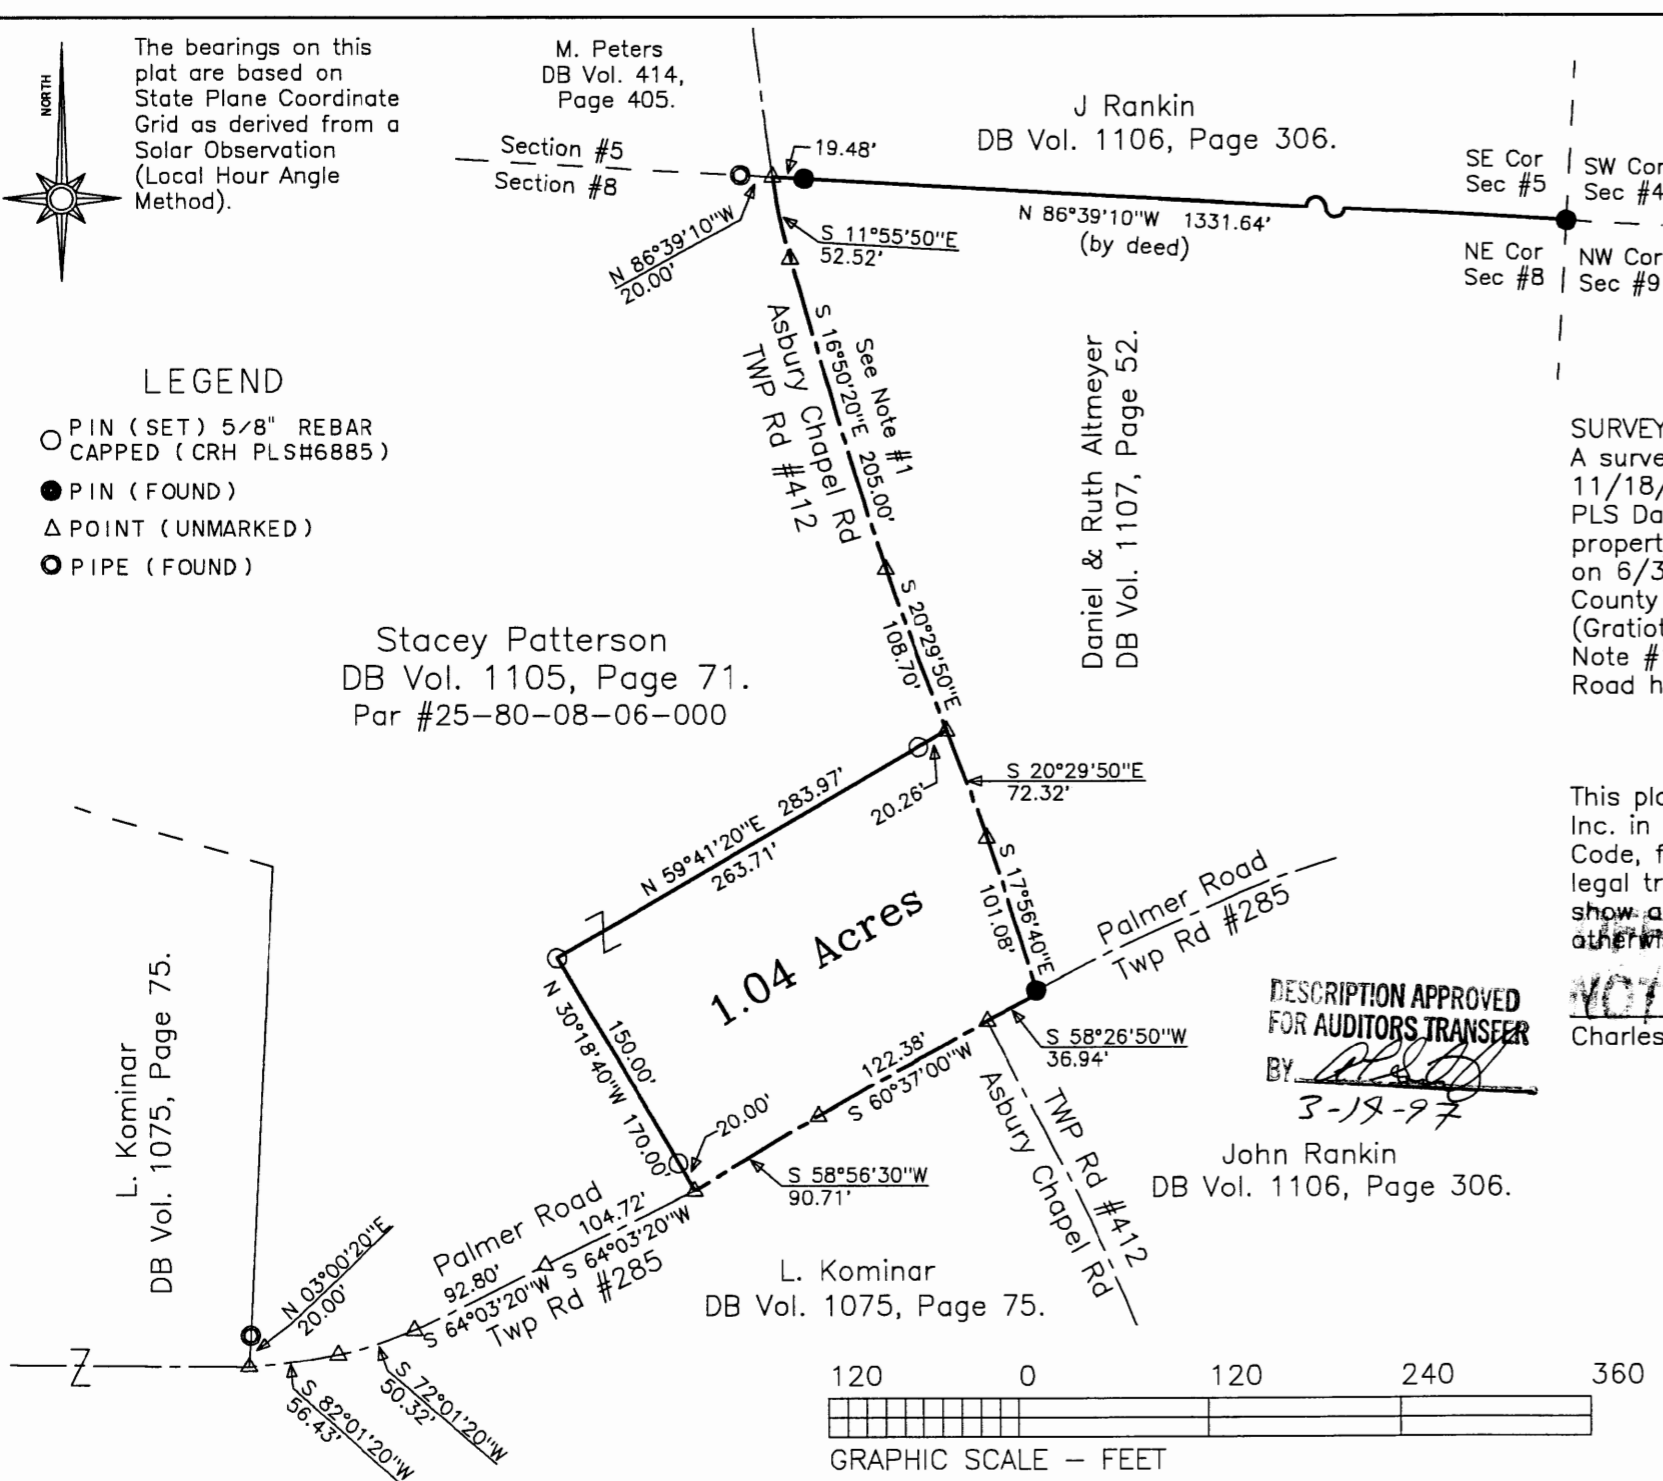 NORTH
The bearings on this
plat are based on
State Plane Coordinate
Grid as derived from a
Solar Observation
(Local Hour Angle
Method).
M. Peters
DB Vol. 414,
Page 405.
J Rankin
DB Vol. 1106, Page 306.
Section #5
Section #8
19.48'
SE Cor
Sec #5
SW Cor
Sec #4
NE Cor
Sec #8
NW Cor
Sec #9
N 86°39'10"W 1331.64'
(by deed)
N 86°39'10"W
20.00'
S 11°55'50"E
52.52'
See Note #1
S 16°50'20"E 205.00'
Asbury Chapel Rd
TWP Rd #412
Daniel & Ruth Altmeyer
DB Vol. 1107, Page 52.
LEGEND
PIN (SET) 5/8" REBAR
CAPPED (CRH PLS#6885)
PIN (FOUND)
POINT (UNMARKED)
PIPE (FOUND)
SURVEY
A surve
11/18/
PLS Da
propert
on 6/3
County
(Gratiot
Note #
Road h
S 20°29'50"E
108.70'
Stacey Patterson
DB Vol. 1105, Page 71.
Par #25-80-08-06-000
S 20°29'50"E
72.32'
20.26'
N 59°41'20"E 283.97'
263.71'
1.04 Acres
S 17°56'40"E
101.08'
Palmer Road
Twp Rd #285
This pla
Inc. in
Code, f
legal tr
show a
otherwi
NOT
Charles
DESCRIPTION APPROVED
FOR AUDITORS TRANSFER
BY
3-14-97
N 30°18'40"W 170.00'
150.00'
20.00'
122.38'
S 60°37'00"W
S 58°26'50"W
36.94'
S 58°56'30"W
90.71'
TWP Rd #412
Asbury Chapel Rd
John Rankin
DB Vol. 1106, Page 306.
L. Kominar
DB Vol. 1075, Page 75.
N 03°00'20"E
20.00'
Palmer Road
104.72'
92.80'
S 64°03'20"W
S 64°03'20"W
Twp Rd #285
L. Kominar
DB Vol. 1075, Page 75.
S 72°01'20"W
50.32'
S 82°01'20"W
56.43'
120 0 120 240 360
GRAPHIC SCALE – FEET